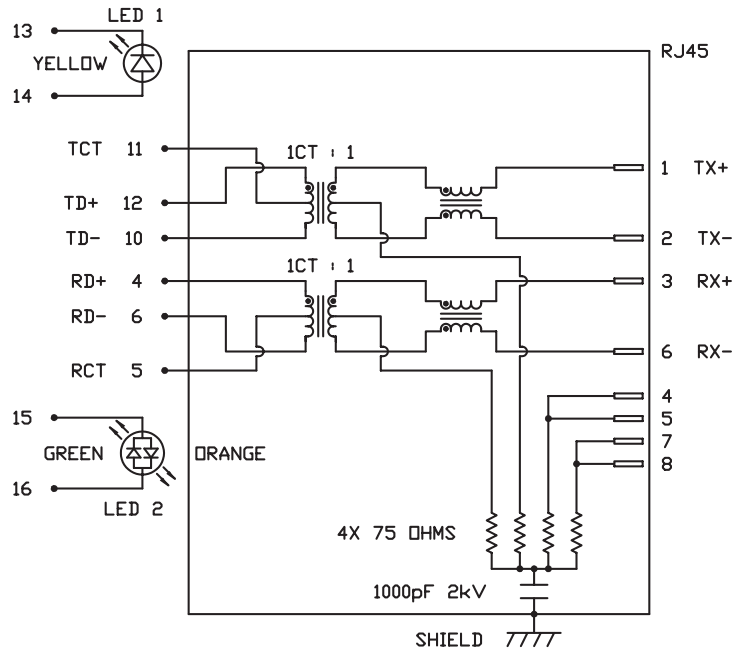 LED 1
13
YELLOW
14
RJ45
TCT 11
1CT : 1
1 TX+
TD+ 12
TD- 10
2 TX-
1CT : 1
RD+ 4
3 RX+
RD- 6
RCT 5
6 RX-
4
5
7
8
15
GREEN
ORANGE
16
LED 2
4X 75 OHMS
1000pF 2kV
SHIELD